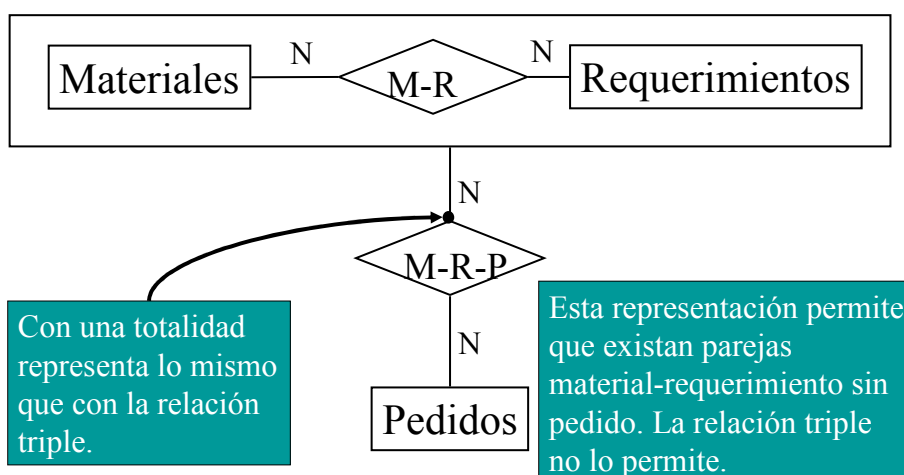 N
N
Materiales
M-R
Requerimientos
N
M-R-P
Con una totalidad
representa lo mismo
que con la relación
triple.
N
Pedidos
Esta representación permite
que existan parejas
material-requerimiento sin
pedido. La relación triple
no lo permite.